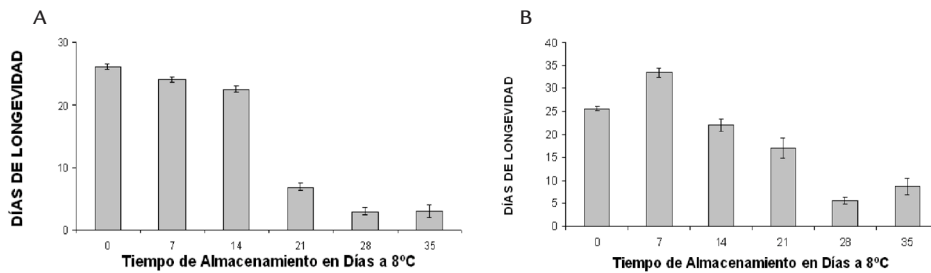 A
DÍAS DE LONGEVIDAD
30
20
10
0
0 7 14 21 28 35
Tiempo de Almacenamiento en Días a 8ºC
B
DÍAS DE LONGEVIDAD
40
35
30
25
20
15
10
5
0
0 7 14 21 28 35
Tiempo de Almacenamiento en Días a 8ºC